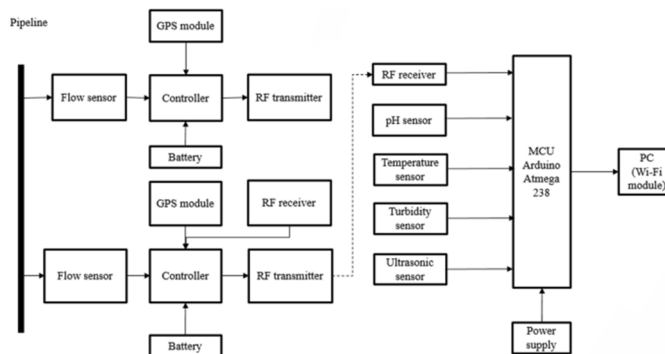 Pipeline
GPS module
Flow sensor
Controller
RF transmitter
Battery
GPS module
RF receiver
Flow sensor
Controller
RF transmitter
Battery
RF receiver
pH sensor
Temperature
sensor
Turbidity
sensor
Ultrasonic
sensor
MCU
Arduino
Atmega
238
PC
(Wi-Fi
module)
Power
supply